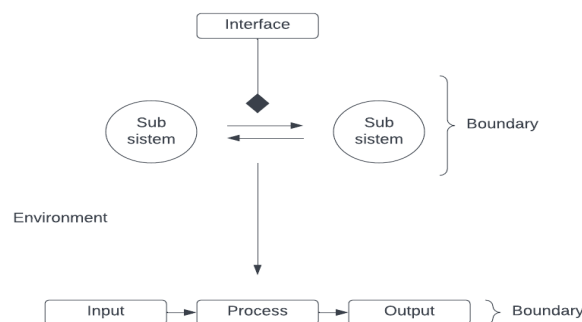 Interface
Sub
sistem
Sub
sistem
Boundary
Environment
Input
Process
Output
Boundary